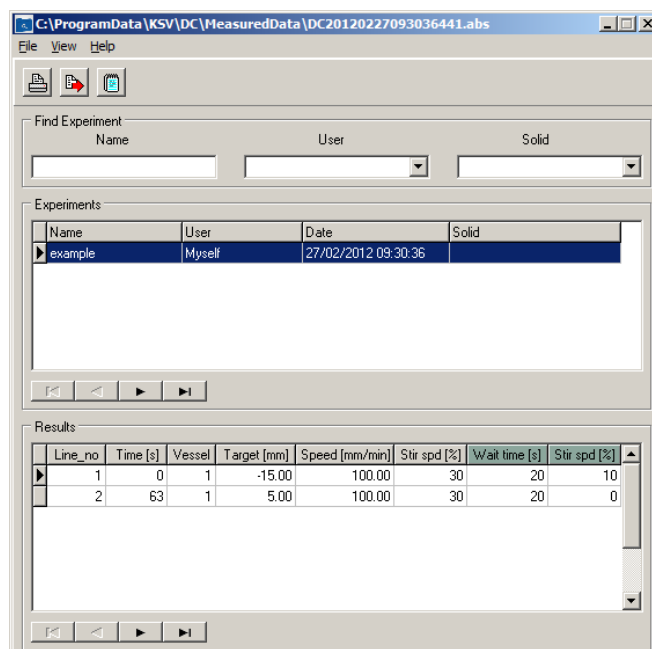 C:\ProgramData\KSV\DC\MeasuredData\DC20120227093036441.abs
File View Help
Find Experiment
Name User Solid
Experiments
Name User Date Solid
example Myself 27/02/2012 09:30:36
Results
Line_no Time [s] Vessel Target [mm] Speed [mm/min] Stir spd [%] Wait time [s] Stir spd [%]
1 0 1 -15.00 100.00 30 20 10
2 63 1 5.00 100.00 30 20 0